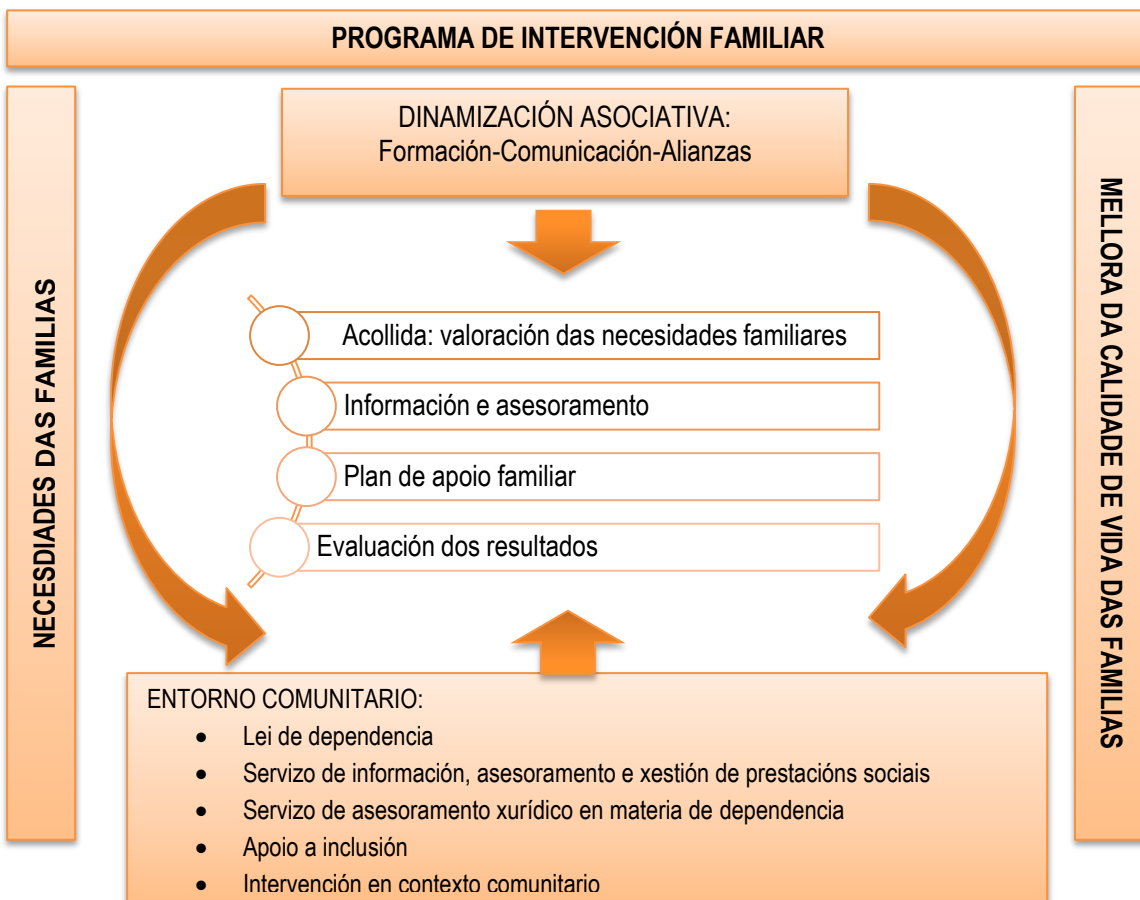 PROGRAMA DE INTERVENCIÓN FAMILIAR
NECESDIADES DAS FAMILIAS
DINAMIZACIÓN ASOCIATIVA:
Formación-Comunicación-Alianzas
Acollida: valoración das necesidades familiares
Información e asesoramento
Plan de apoio familiar
Evaluación dos resultados
ENTORNO COMUNITARIO:
• Lei de dependencia
• Servizo de información, asesoramento e xestión de prestacións sociais
• Servizo de asesoramento xurídico en materia de dependencia
• Apoio a inclusión
• Intervención en contexto comunitario
MELLORA DA CALIDADE DE VIDA DAS FAMILIAS